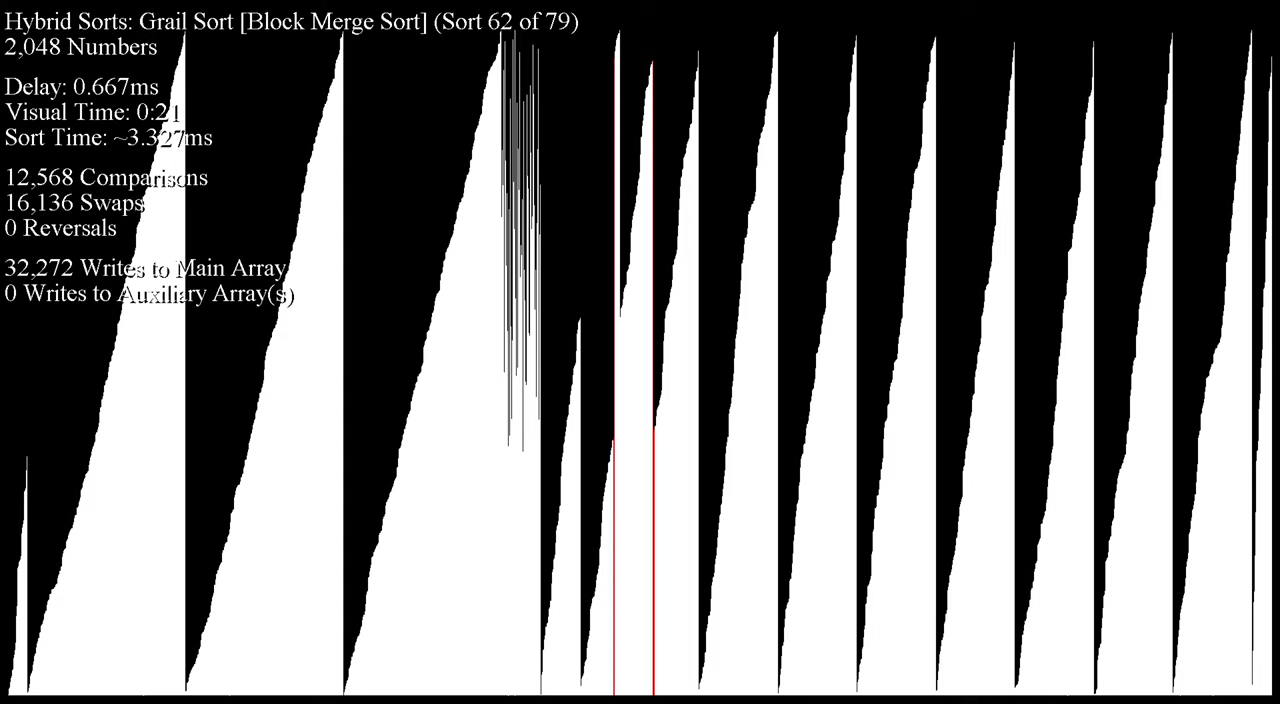 Hybrid Sorts: Grail Sort [Block Merge Sort] (Sort 62 of 79)
2,048 Numbers
Delay: 0.667ms
Visual Time: 0:21
Sort Time: ~3.327ms
12,568 Comparisons
16,136 Swaps
0 Reversals
32,272 Writes to Main Array
0 Writes to Auxiliary Array(s)